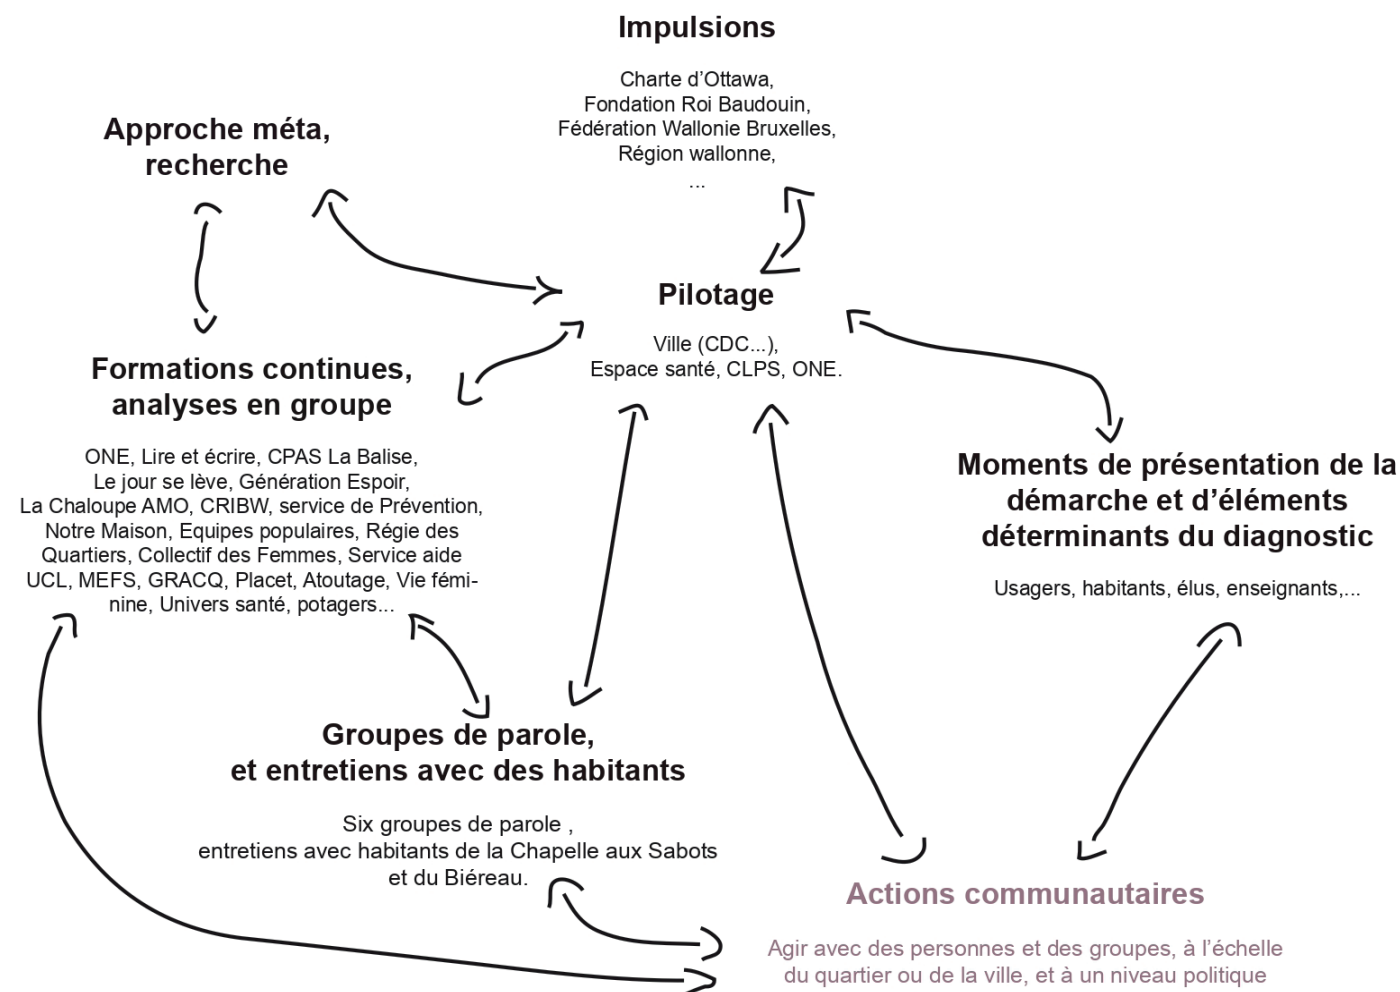 Impulsions
Charte d’Ottawa,
Fondation Roi Baudouin,
Fédération Wallonie Bruxelles,
Région wallonne,
...
Approche méta,
recherche
Pilotage
Ville (CDC...),
Espace santé, CLPS, ONE.
Formations continues,
analyses en groupe
ONE, Lire et écrire, CPAS La Balise,
Le jour se lève, Génération Espoir,
La Chaloupe AMO, CRIBW, service de Prévention,
Notre Maison, Equipes populaires, Régie des
Quartiers, Collectif des Femmes, Service aide
UCL, MEFS, GRACQ, Placet, Atoutage, Vie fémi-
nine, Univers santé, potagers...
Moments de présentation de la
démarche et d’éléments
déterminants du diagnostic
Usagers, habitants, élus, enseignants,...
Groupes de parole,
et entretiens avec des habitants
Six groupes de parole ,
entretiens avec habitants de la Chapelle aux Sabots
et du Biéreau.
Actions communautaires
Agir avec des personnes et des groupes, à l’échelle
du quartier ou de la ville, et à un niveau politique